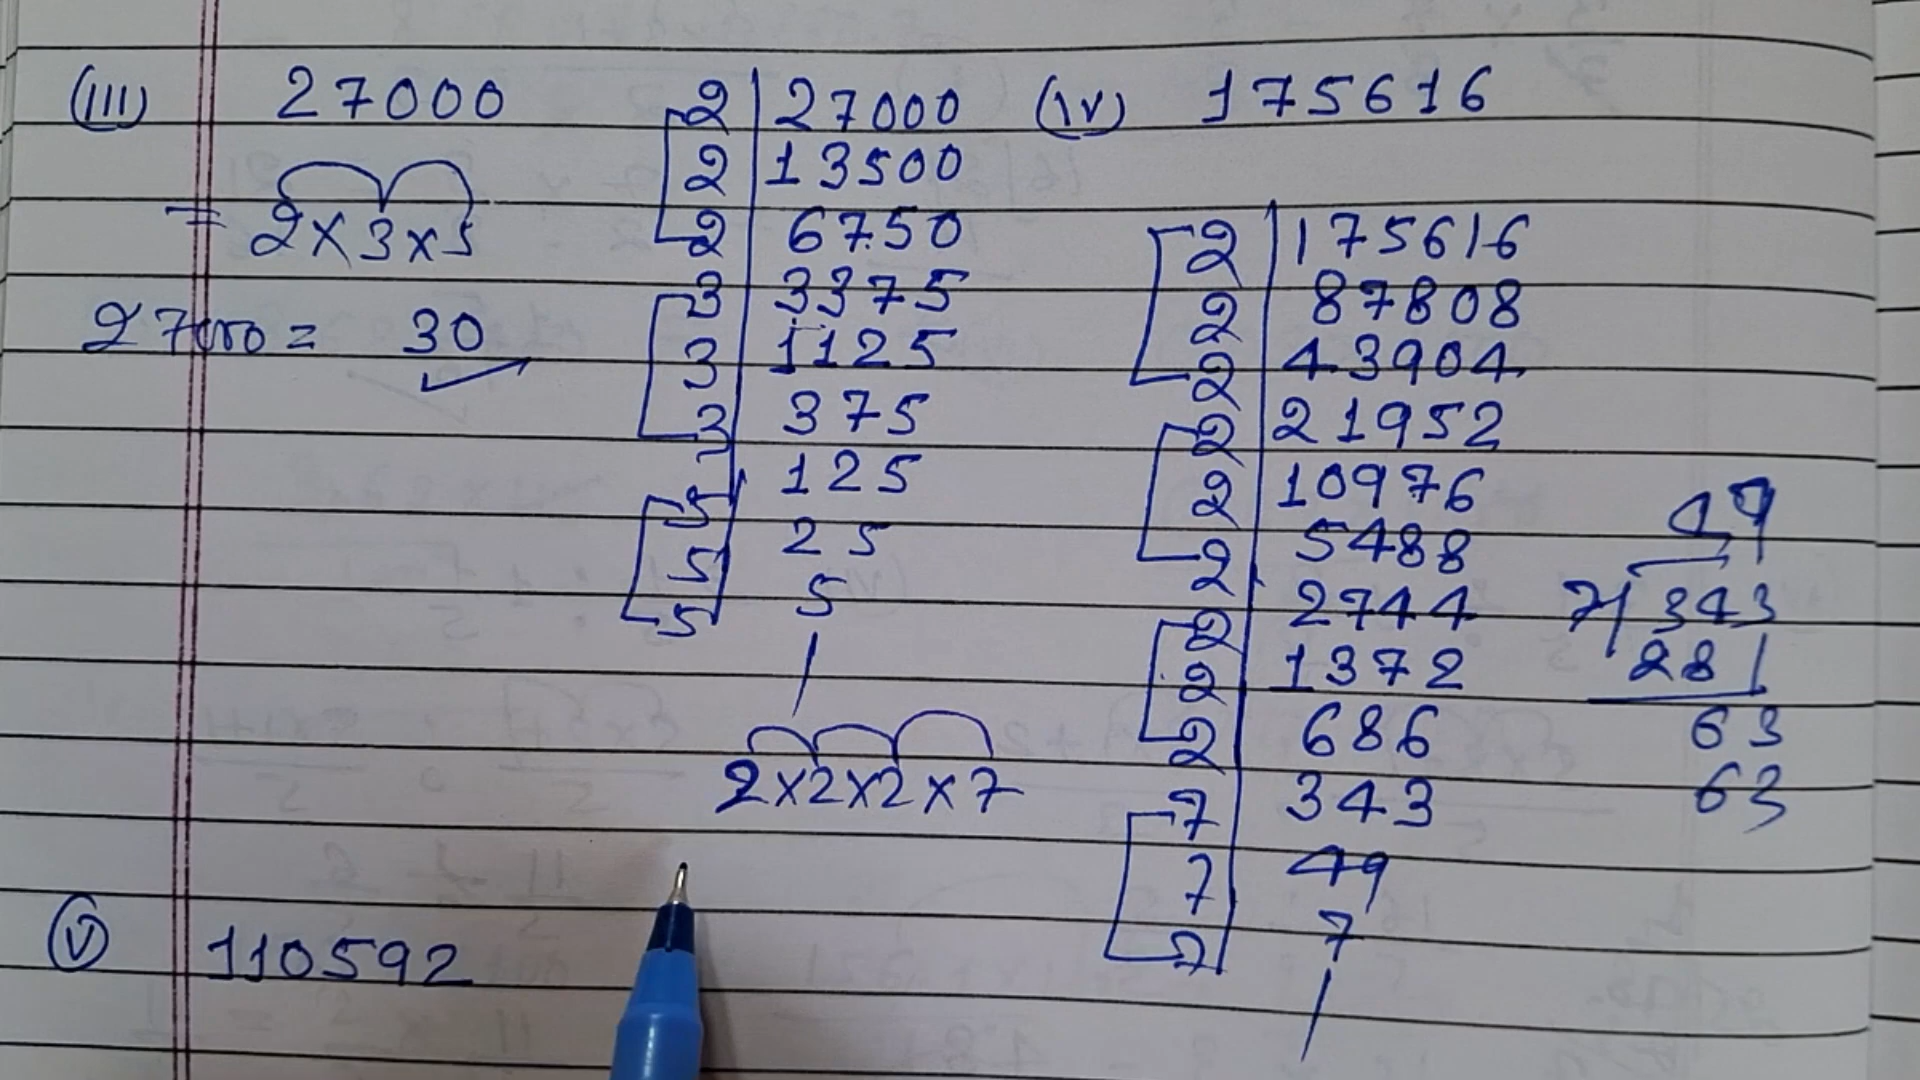 (III) 27000
= 2×3×5
27000 = 30
2 | 27000
2 | 13500
2 | 6750
3 | 3375
3 | 1125
3 | 375
5 | 125
5 | 25
5 | 5
1
(IV) 175616
2 | 175616
2 | 87808
2 | 43904
2 | 21952
2 | 10976
2 | 5488
2 | 2744
2 | 1372
2 | 686
7 | 343
7 | 49
7 | 7
1
49
7) 343
281
63
63
2×2×2×7
(V) 110592